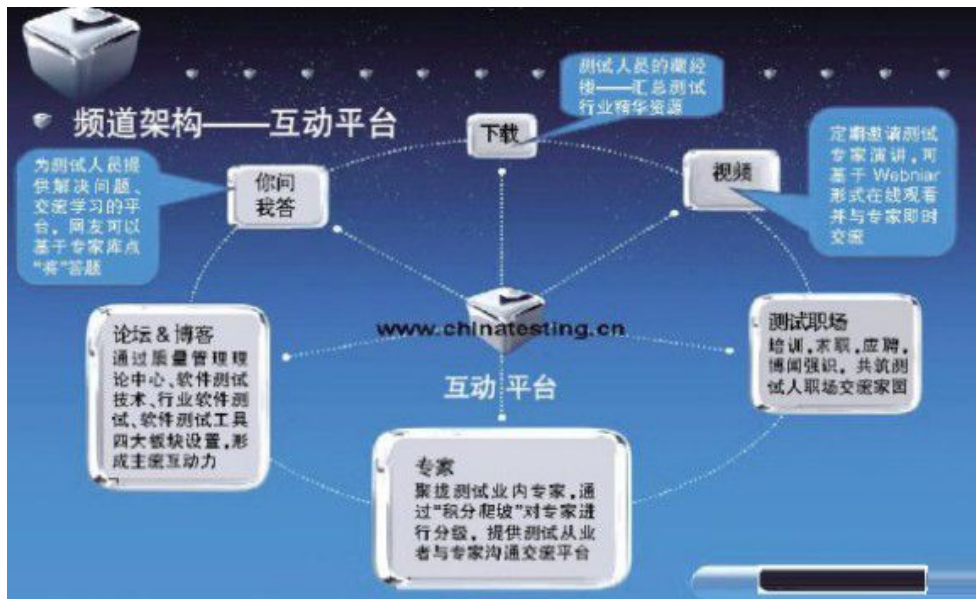 频道架构——互动平台
测试人员的藏经
楼——汇总测试
行业精华资源
下载
为测试人员提
供解决问题、
交流学习的平
台。网友可以
基于专家库点
“将”答题
你问
我答
视频
定期邀请测试
专家演讲，可
基于 Webniar
形式在线观看
并与专家即时
交流
论坛 & 博客
通过质量管理理
论中心、软件测试
技术、行业软件测
试、软件测试工具
四大板块设置，形
成主流互动力
www.chinatesting.cn
互动平台
测试职场
培训，求职，应聘，
博闻强识。共筑测
试人职场交流家园
专家
聚拢测试业内专家，通
过“积分爬坡”对专家进
行分级。提供测试从业
者与专家沟通交流平台